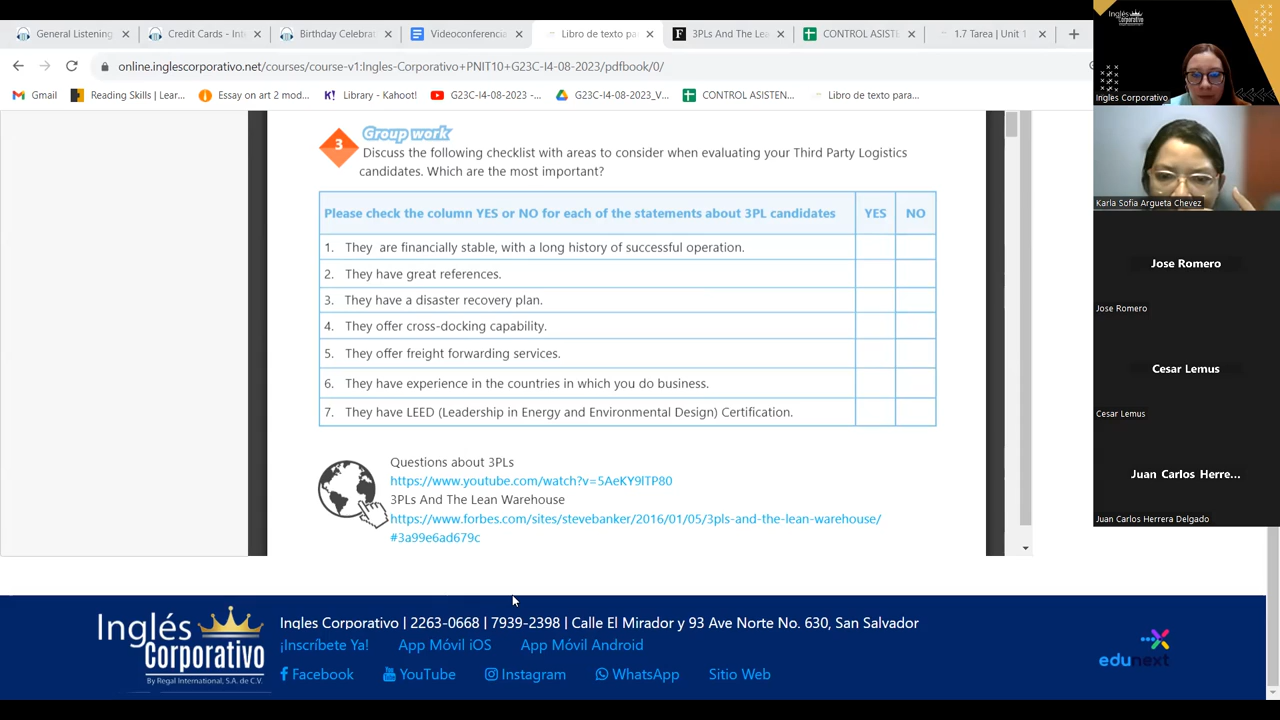 General Listening
Credit Cards - Int
Birthday Celebrat
Videoconferencia
Libro de texto pa
3PLs And The Lea
CONTROL ASISTE
1.7 Tarea | Unit 1
online.inglescorporativo.net/courses/course-v1:Ingles-Corporativo+PNIT10+G23C-I4-08-2023/pdfbook/0/
Gmail
Reading Skills | Lear...
Essay on art 2 mod...
Library - Kano...
G23C-I4-08-2023 -...
G23C-I4-08-2023_V...
CONTROL ASISTEN...
Libro de texto para...
3
Group work
Discuss the following checklist with areas to consider when evaluating your Third Party Logistics
candidates. Which are the most important?
Please check the column YES or NO for each of the statements about 3PL candidates YES NO
1. They are financially stable, with a long history of successful operation.
2. They have great references.
3. They have a disaster recovery plan.
4. They offer cross-docking capability.
5. They offer freight forwarding services.
6. They have experience in the countries in which you do business.
7. They have LEED (Leadership in Energy and Environmental Design) Certification.
Questions about 3PLs
https://www.youtube.com/watch?v=5AeKY9lTP80
3PLs And The Lean Warehouse
https://www.forbes.com/sites/stevebanker/2016/01/05/3pls-and-the-lean-warehouse/
#3a99e6ad679c
Inglés
Corporativo
By Regal International, S.A. de C.V.
Ingles Corporativo | 2263-0668 | 7939-2398 | Calle El Mirador y 93 Ave Norte No. 630, San Salvador
¡Inscríbete Ya! App Móvil iOS App Móvil Android
Facebook YouTube Instagram WhatsApp Sitio Web
edunext
Inglés
Corporativo
Ingles Corporativo
Karla Sofia Argueta Chevez
Jose Romero
Jose Romero
Cesar Lemus
Cesar Lemus
Juan Carlos Herre...
Juan Carlos Herrera Delgado